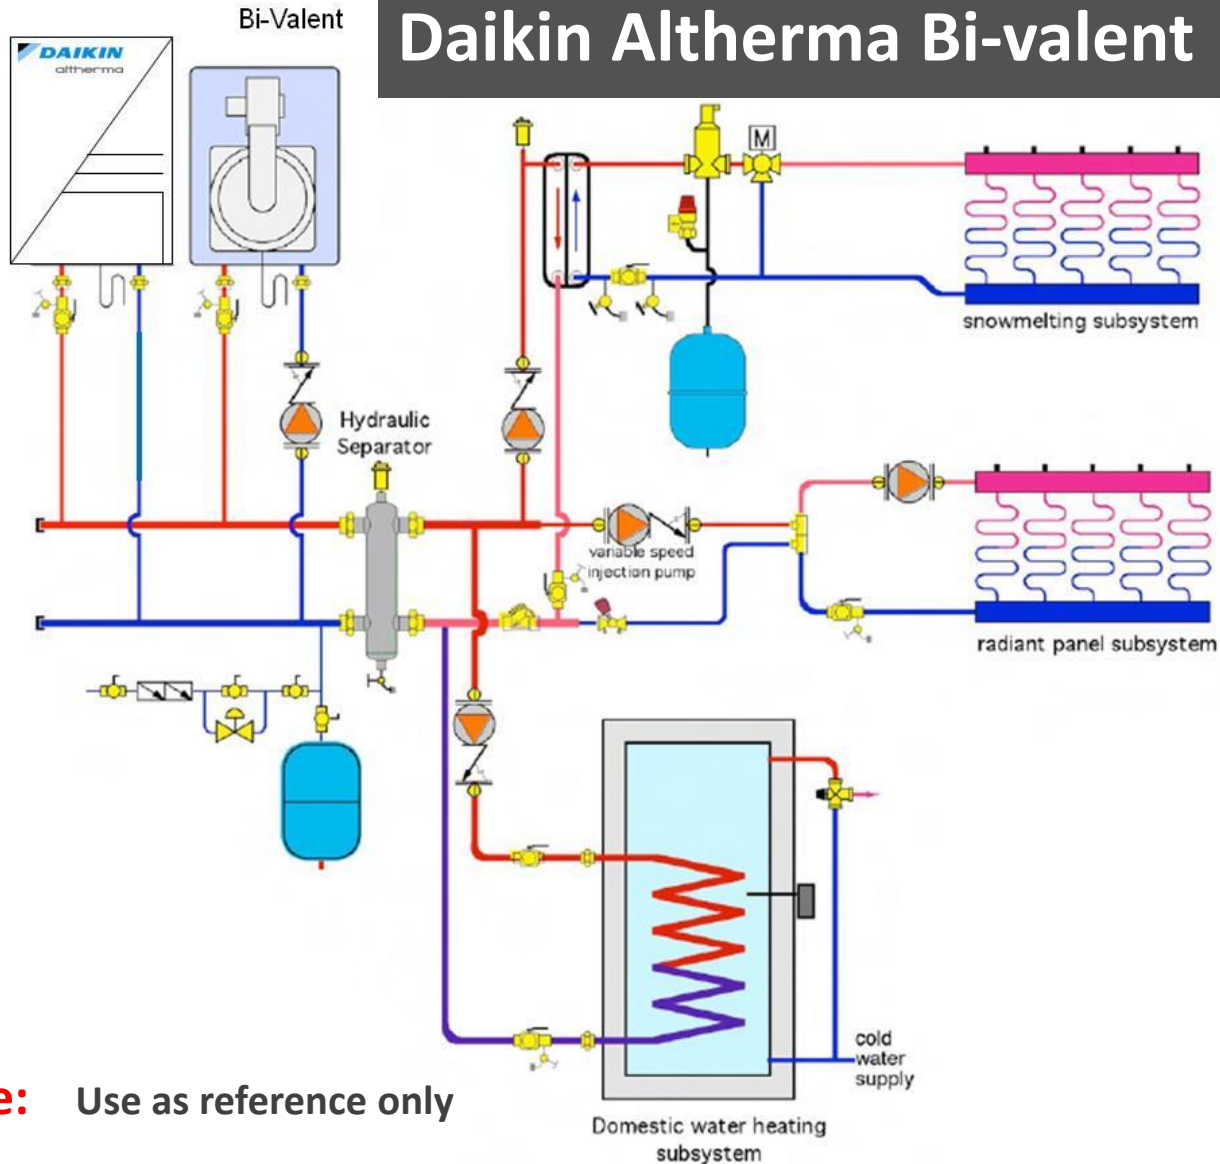 Bi-Valent
Daikin Altherma Bi-valent
DAIKIN
altherma
M
snowmelting subsystem
Hydraulic
Separator
variable speed
injection pump
radiant panel subsystem
cold
water
supply
e: Use as reference only
Domestic water heating
subsystem